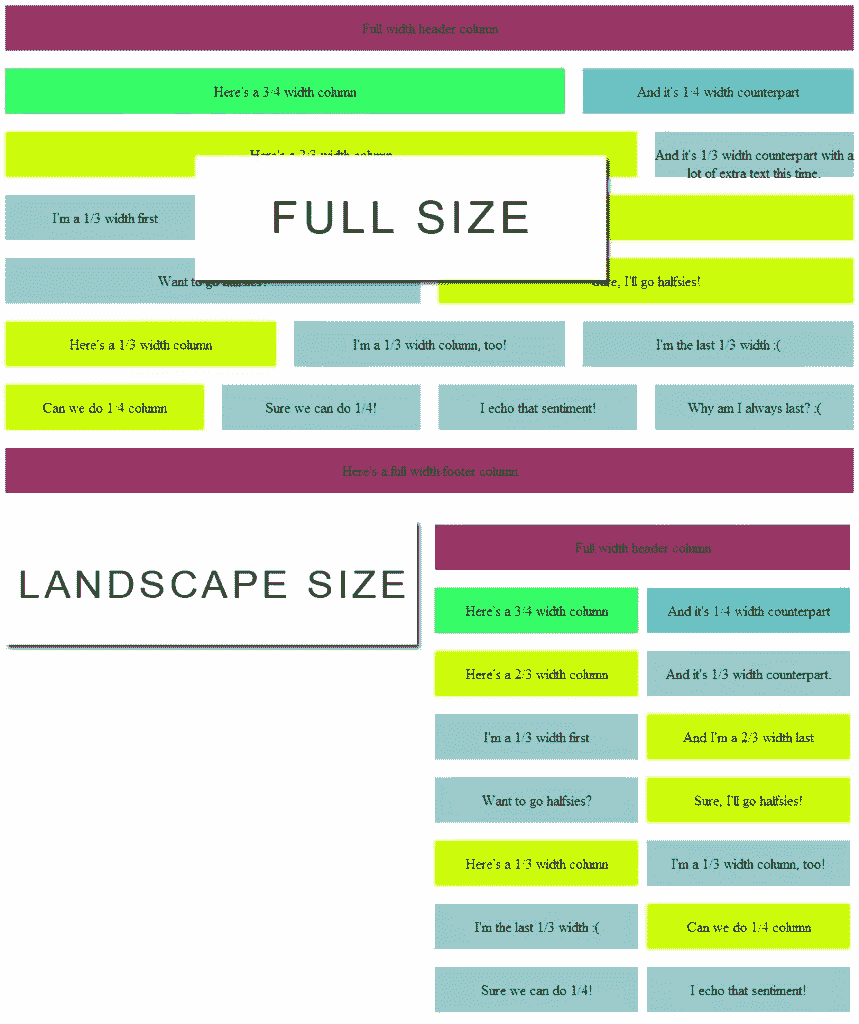 Full width header column
Here's a 3/4 width column
And it's 1/4 width counterpart
Here's a 2/3 width column
And it's 1/3 width counterpart with a
lot of extra text this time.
I'm a 1/3 width first
FULL SIZE
Want to go halfsies?
Sure, I'll go halfsies!
Here's a 1/3 width column
I'm a 1/3 width column, too!
I'm the last 1/3 width :(
Can we do 1/4 column
Sure we can do 1/4!
I echo that sentiment!
Why am I always last? :(
Here's a full width footer column
LANDSCAPE SIZE
Full width header column
Here's a 3/4 width column
And it's 1/4 width counterpart
Here's a 2/3 width column
And it's 1/3 width counterpart.
I'm a 1/3 width first
And I'm a 2/3 width last
Want to go halfsies?
Sure, I'll go halfsies!
Here's a 1/3 width column
I'm a 1/3 width column, too!
I'm the last 1/3 width :(
Can we do 1/4 column
Sure we can do 1/4!
I echo that sentiment!